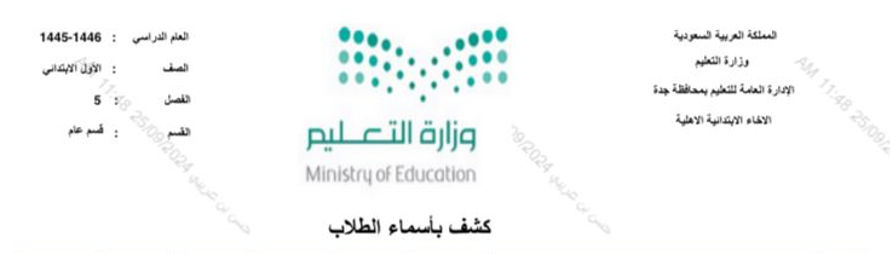 المملكة العربية السعودية
وزارة التعليم
الإدارة العامة للتعليم بمحافظة جدة
الاخاء الابتدائية الاهلية
وزارة التعليم
Ministry of Education
العام الدراسي : 1446-1445
الصف : الأول الابتدائي
الفصل : 5
القسم : قسم عام
كشف بأسماء الطلاب
AM 11:48 25/09/2024
AM 11:48 25/09/2024